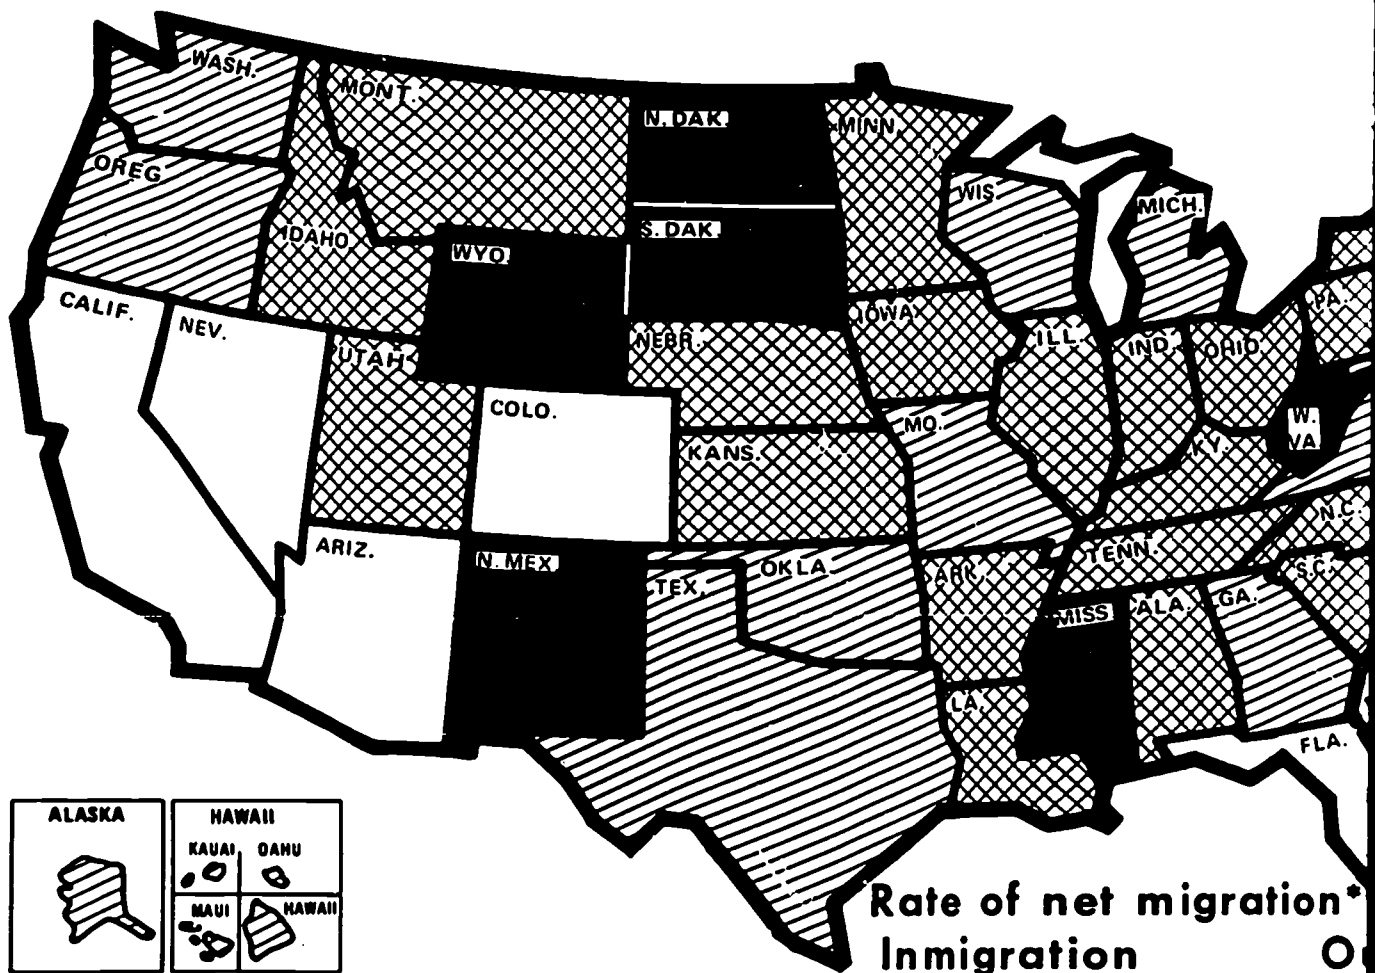 WASH.
MONT.
N. DAK.
MINN.
OREG
IDAHO.
WYO.
S. DAK.
WIS.
MICH.
CALIF.
NEV.
UTAH
NEBR.
IOWA
ILL.
IND.
OHIO.
PA.
COLO.
KANS.
MO.
KY.
W.
VA.
ARIZ.
N. MEX.
TEX.
OKLA.
ARK.
TENN.
N.C.
S.C.
LA.
MISS
ALA.
GA.
FLA.
ALASKA
HAWAII
KAUAI
OAHU
MAUI
HAWAII
Rate of net migration*
Inmigration